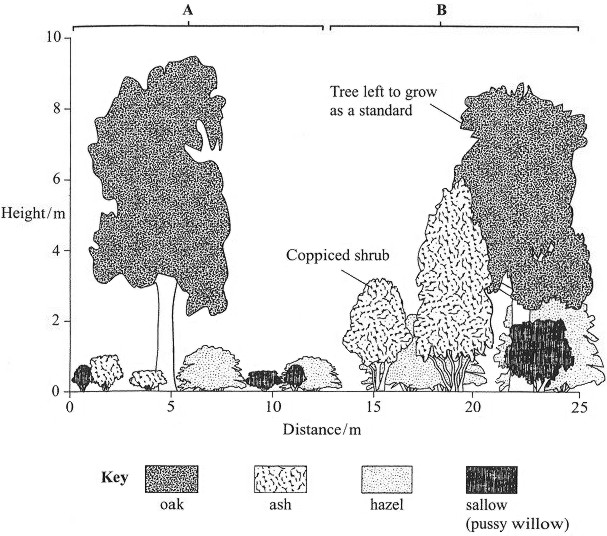 A
B
10
8
6
4
2
0
Height/m
Tree left to grow
as a standard
Coppiced shrub
0
5
10
15
20
25
Distance/m
Key
oak
ash
hazel
sallow
(pussy willow)